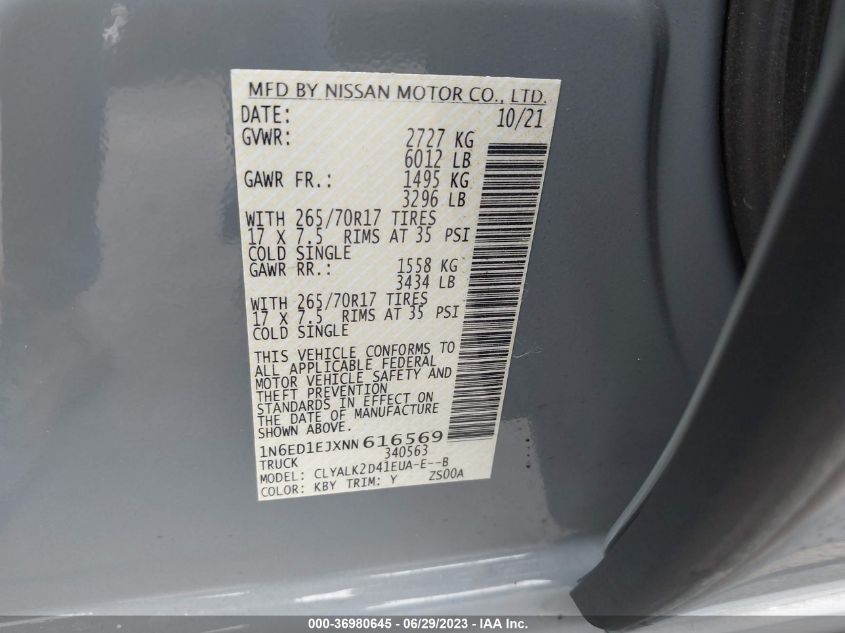 MFD BY NISSAN MOTOR CO., LTD.
DATE: 10/21
GVWR: 2727 KG
6012 LB
GAWR FR.: 1495 KG
3296 LB
WITH 265/70R17 TIRES
17 X 7.5 RIMS AT 35 PSI
COLD SINGLE
GAWR RR.: 1558 KG
3434 LB
WITH 265/70R17 TIRES
17 X 7.5 RIMS AT 35 PSI
COLD SINGLE
THIS VEHICLE CONFORMS TO
ALL APPLICABLE FEDERAL
MOTOR VEHICLE SAFETY AND
THEFT PREVENTION
STANDARDS IN EFFECT ON
THE DATE OF MANUFACTURE
SHOWN ABOVE.
1N6ED1EJXNN616569
TRUCK 340563
MODEL: CLYALK2D41EUA-E--B
COLOR: KBY TRIM: Y ZS00A
000-36980645 / 06/29/2023 - IAA Inc.